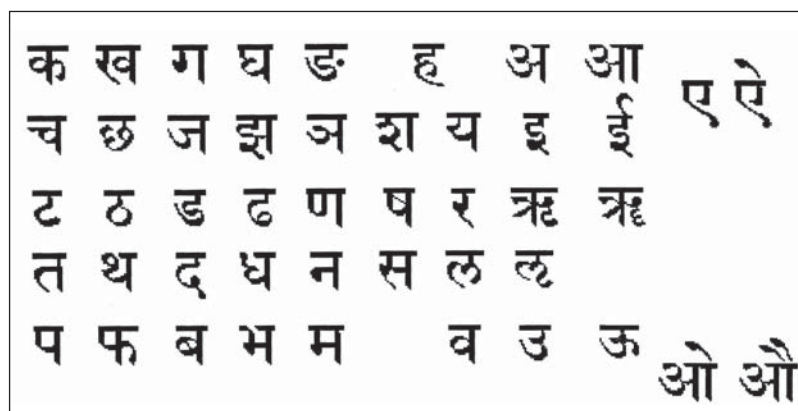 क ख ग घ ङ ह अ आ
ए ऐ
च छ ज झ ञ श य इ ई
ट ठ ड ढ ण ष र ऋ ॠ
त थ द ध न स ल ऌ
प फ ब भ म व उ ऊ
ओ औ